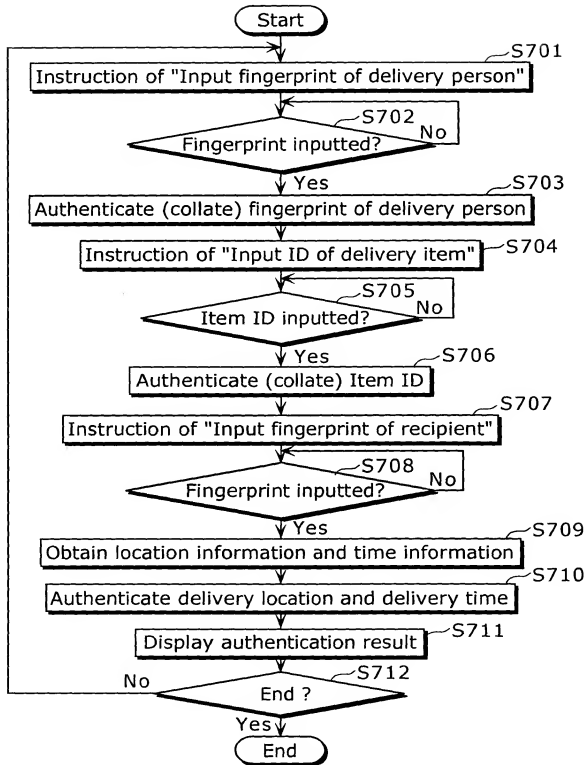 Start
S701
Instruction of "Input fingerprint of delivery person"
S702
No
Fingerprint inputted?
Yes
S703
Authenticate (collate) fingerprint of delivery person
Instruction of "Input ID of delivery item"
S704
S705
No
Item ID inputted?
Yes
S706
Authenticate (collate) Item ID
S707
Instruction of "Input fingerprint of recipient"
S708
No
Fingerprint inputted?
Yes
S709
Obtain location information and time information
S710
Authenticate delivery location and delivery time
S711
Display authentication result
S712
No
End ?
Yes
End